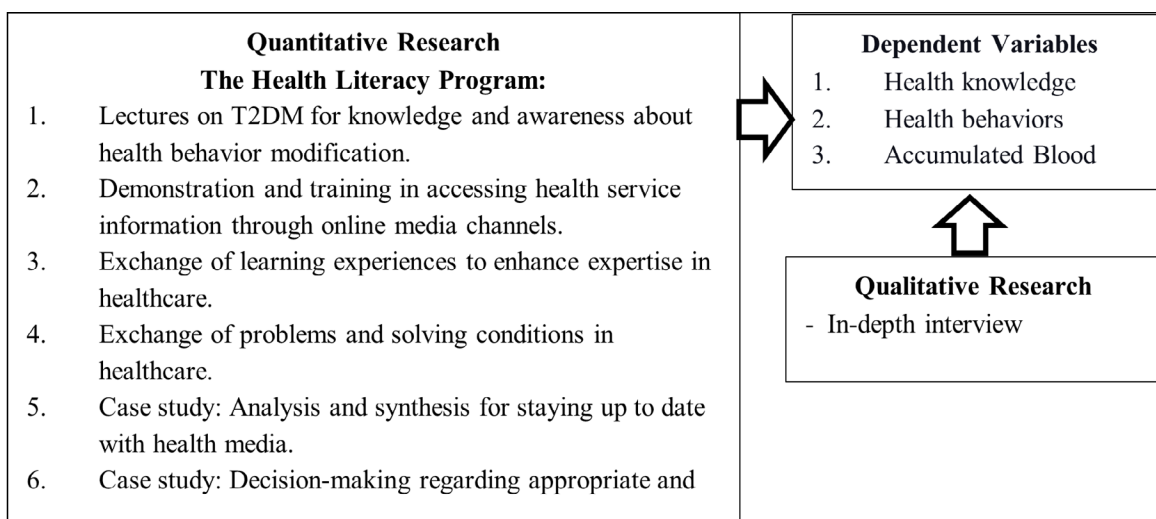 Quantitative Research
The Health Literacy Program:
1. Lectures on T2DM for knowledge and awareness about
health behavior modification.
2. Demonstration and training in accessing health service
information through online media channels.
3. Exchange of learning experiences to enhance expertise in
healthcare.
4. Exchange of problems and solving conditions in
healthcare.
5. Case study: Analysis and synthesis for staying up to date
with health media.
6. Case study: Decision-making regarding appropriate and
Dependent Variables
1. Health knowledge
2. Health behaviors
3. Accumulated Blood
Qualitative Research
- In-depth interview